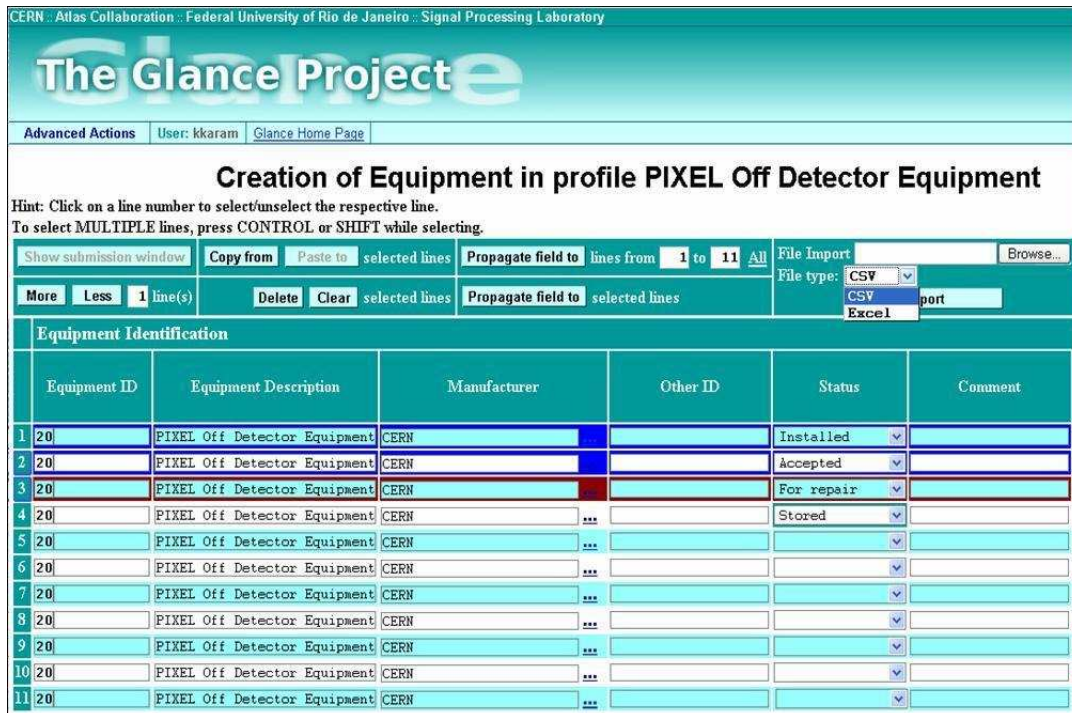 CERN :: Atlas Collaboration :: Federal University of Rio de Janeiro :: Signal Processing Laboratory
Glance
The Glance Project
Advanced Actions User: kkaram Glance Home Page
Creation of Equipment in profile PIXEL Off Detector Equipment
Hint: Click on a line number to select/unselect the respective line.
To select MULTIPLE lines, press CONTROL or SHIFT while selecting.
Show submission window Copy from Paste to selected lines Propagate field to lines from 1 to 11 All File Import Browse...
File type: CSV
More Less 1 line(s) Delete Clear selected lines Propagate field to selected lines CSV port
Excel
Equipment Identification
Equipment ID Equipment Description Manufacturer Other ID Status Comment
1 20 PIXEL Off Detector Equipment CERN ... Installed
2 20 PIXEL Off Detector Equipment CERN Accepted
3 20 PIXEL Off Detector Equipment CERN ... For repair
4 20 PIXEL Off Detector Equipment CERN ... Stored
5 20 PIXEL Off Detector Equipment CERN ...
6 20 PIXEL Off Detector Equipment CERN ...
7 20 PIXEL Off Detector Equipment CERN ...
8 20 PIXEL Off Detector Equipment CERN ...
9 20 PIXEL Off Detector Equipment CERN ...
10 20 PIXEL Off Detector Equipment CERN ...
11 20 PIXEL Off Detector Equipment CERN ...